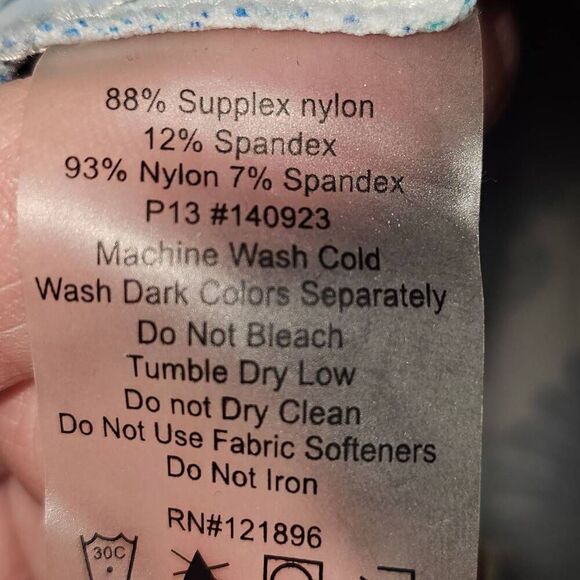 88% Supplex nylon
12% Spandex
93% Nylon 7% Spandex
P13 #140923
Machine Wash Cold
Wash Dark Colors Separately
Do Not Bleach
Tumble Dry Low
Do not Dry Clean
Do Not Use Fabric Softeners
Do Not Iron
RN#121896
30C